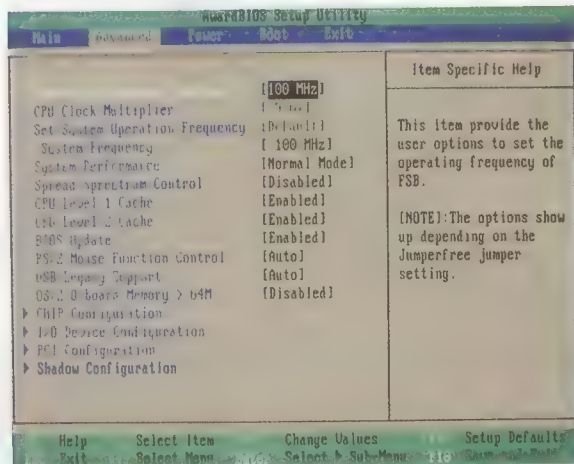 AwardBIOS Setup Utility
Main Advanced Power Boot Exit
[100 MHz]
CPU Clock Multiplier
Set System Operation Frequency [Default]
System Frequency [ 100 MHz]
System Performance [Normal Mode]
Spread Spectrum Control [Disabled]
CPU Level 1 Cache [Enabled]
CPU Level 2 Cache [Enabled]
BIOS Update [Enabled]
PS/2 Mouse Function Control [Auto]
USB Legacy Support [Auto]
OS/2 Onboard Memory > 64M [Disabled]
▶ Chip Configuration
▶ I/O Device Configuration
▶ PCI Configuration
▶ Shadow Configuration
Item Specific Help
This item provide the
user options to set the
operating frequency of
FSB.
[NOTE]:The options show
up depending on the
Jumperfree jumper
setting.
Help Select Item Change Values Setup Defaults
Exit Select Menu Select ▶ Sub-Menu